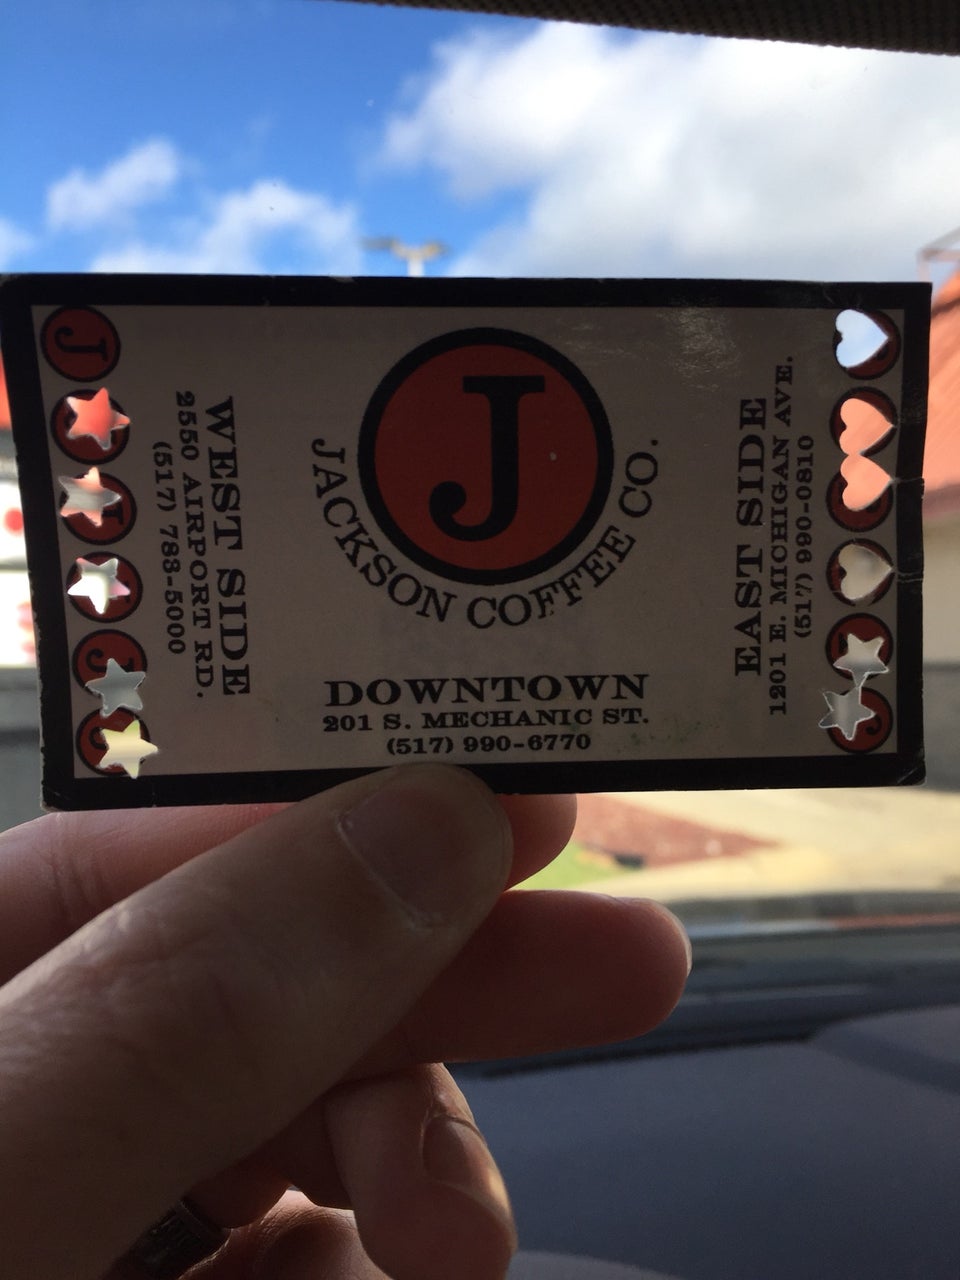 J
JACKSON COFFEE CO.
WEST SIDE
2550 AIRPORT RD.
(517) 788-5000
DOWNTOWN
201 S. MECHANIC ST.
(517) 990-6770
EAST SIDE
1201 E. MICHIGAN AVE.
(517) 990-0810
J
J
J